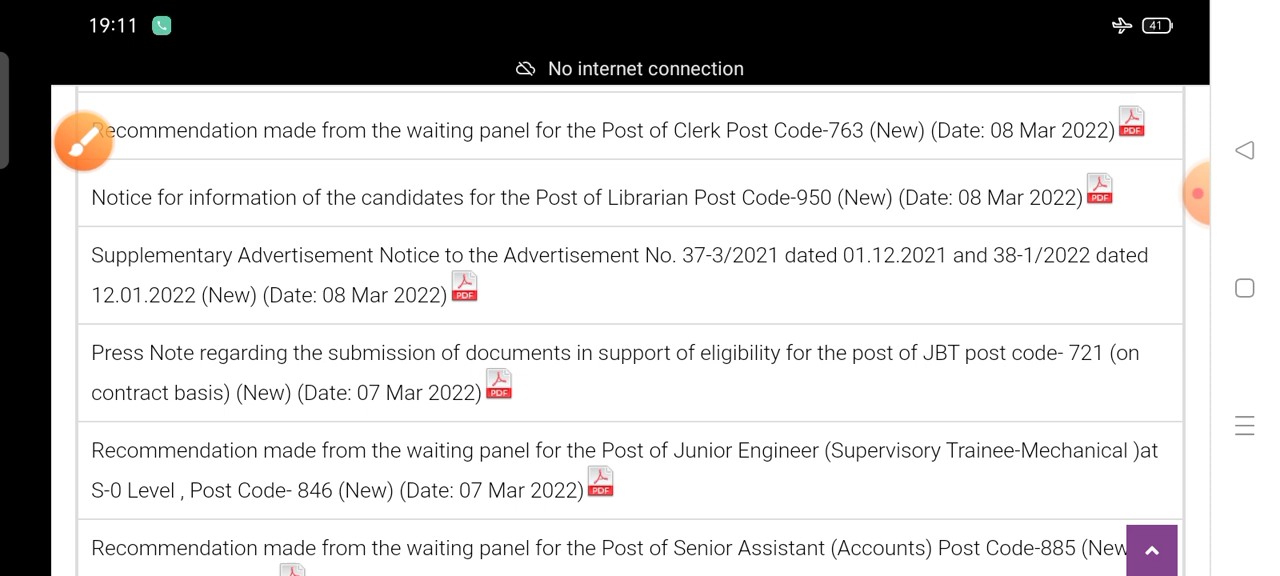 19:11
41
No internet connection
Recommendation made from the waiting panel for the Post of Clerk Post Code-763 (New) (Date: 08 Mar 2022) PDF
Notice for information of the candidates for the Post of Librarian Post Code-950 (New) (Date: 08 Mar 2022) PDF
Supplementary Advertisement Notice to the Advertisement No. 37-3/2021 dated 01.12.2021 and 38-1/2022 dated
12.01.2022 (New) (Date: 08 Mar 2022) PDF
Press Note regarding the submission of documents in support of eligibility for the post of JBT post code- 721 (on
contract basis) (New) (Date: 07 Mar 2022) PDF
Recommendation made from the waiting panel for the Post of Junior Engineer (Supervisory Trainee-Mechanical )at
S-0 Level , Post Code- 846 (New) (Date: 07 Mar 2022) PDF
Recommendation made from the waiting panel for the Post of Senior Assistant (Accounts) Post Code-885 (New